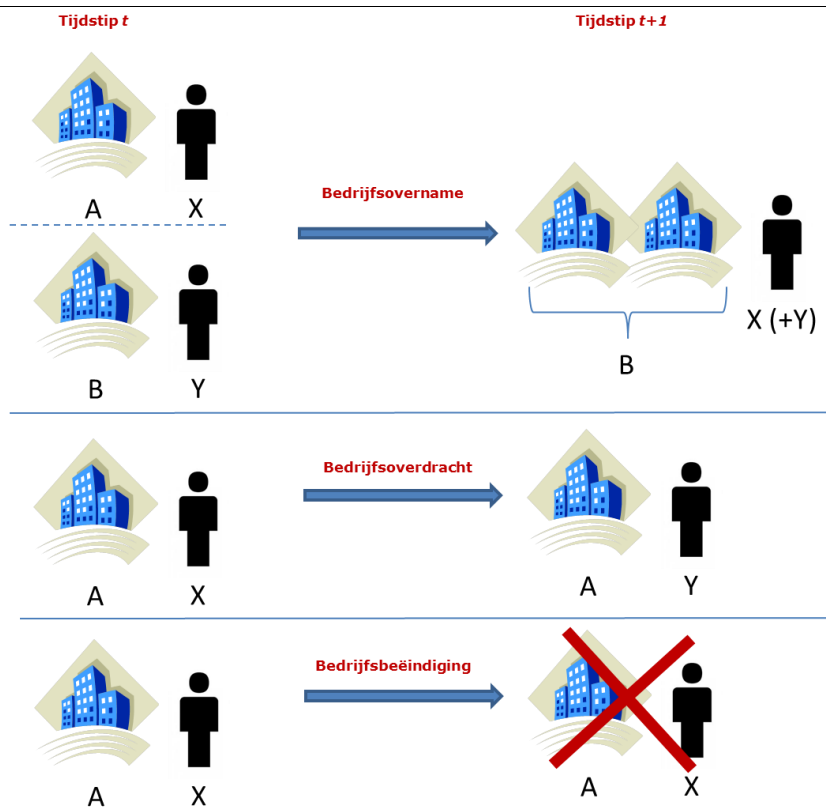 Tijdstip t
Tijdstip t+1
A
X
Bedrijfsovername
B
Y
B
X (+Y)
Bedrijfsoverdracht
A
X
A
Y
Bedrijfsbeëindiging
A
X
A
X